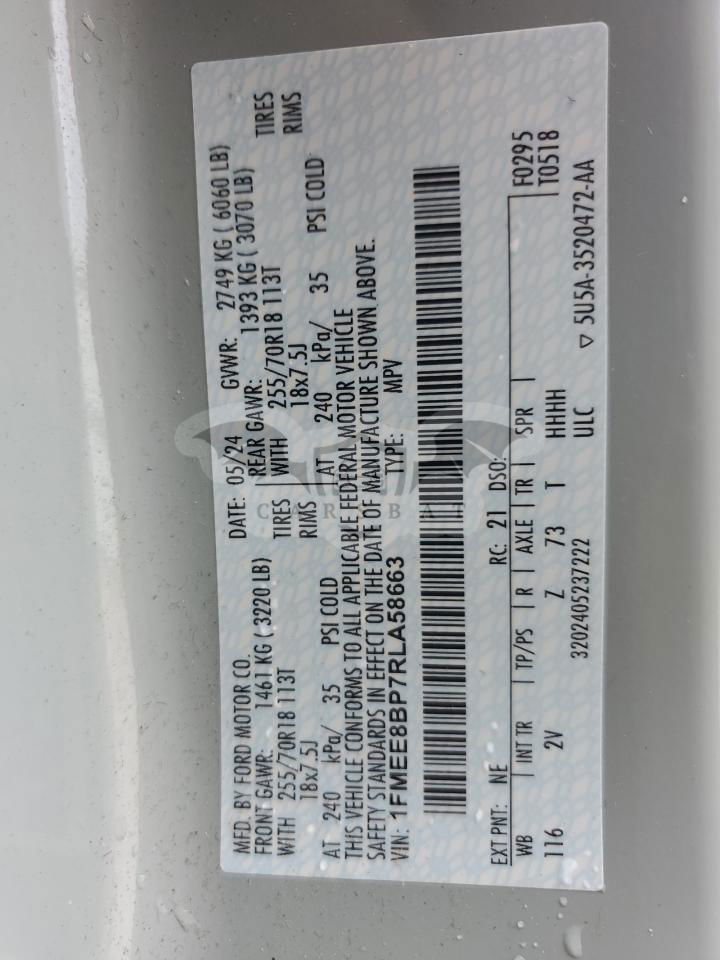 MFD. BY FORD MOTOR CO.
DATE: 05/24 GVWR: 2749 KG ( 6060 LB)
FRONT GAWR: 1461 KG ( 3220 LB) REAR GAWR: 1393 KG ( 3070 LB)
WITH 255/70R18 113T TIRES WITH 255/70R18 113T TIRES
18x7.5J RIMS 18x7.5J RIMS
AT 240 kPa/ 35 PSI COLD AT 240 kPa/ 35 PSI COLD
THIS VEHICLE CONFORMS TO ALL APPLICABLE FEDERAL MOTOR VEHICLE
SAFETY STANDARDS IN EFFECT ON THE DATE OF MANUFACTURE SHOWN ABOVE.
VIN: 1FMEE8BP7RLA58663 TYPE: MPV
EXT PNT: NE RC: 21 DSO: F0295
WB INT TR TP/PS R AXLE TR SPR T0518
116 2V Z 73 T HHHH
3202405237222 ULC ▽ 5U5A-3520472-AA
CAR BAT